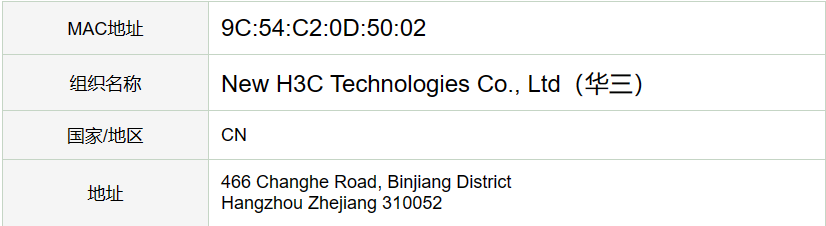 MAC地址 9C:54:C2:0D:50:02
组织名称 New H3C Technologies Co., Ltd（华三）
国家/地区 CN
地址 466 Changhe Road, Binjiang District
Hangzhou Zhejiang 310052